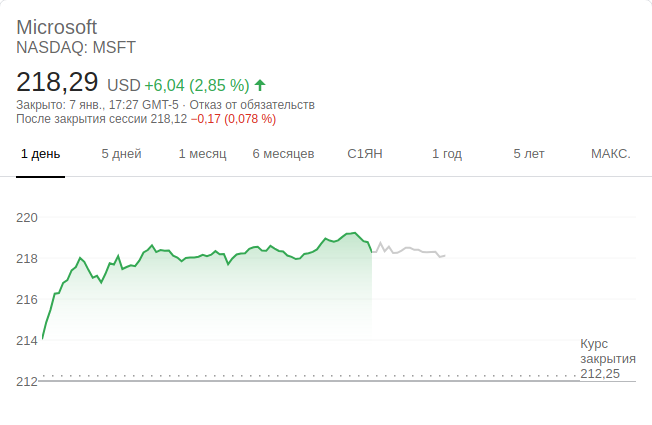 Microsoft
NASDAQ: MSFT
218,29 USD +6,04 (2,85 %)
Закрыто: 7 янв., 17:27 GMT-5 · Отказ от обязательств
После закрытия сессии 218,12 −0,17 (0,078 %)
1 день 5 дней 1 месяц 6 месяцев С1ЯН 1 год 5 лет МАКС.
220
218
216
214
Курс
закрытия
212,25
212